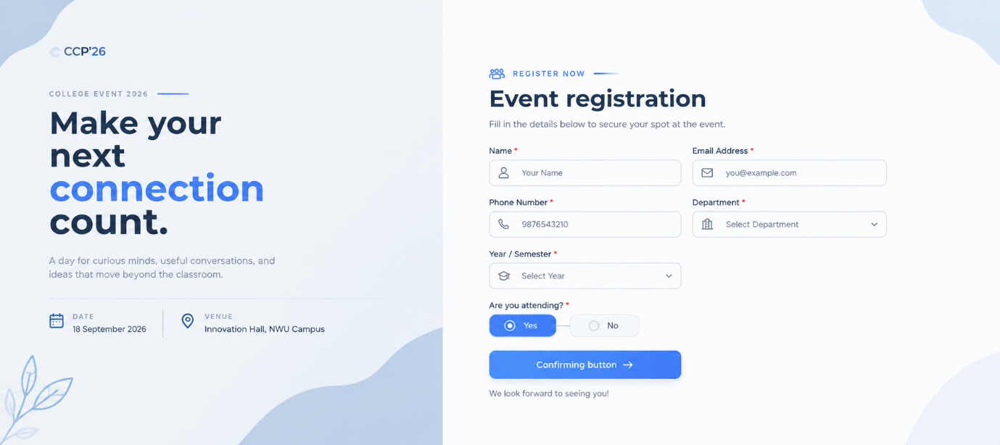 CCP'26
COLLEGE EVENT 2026
Make your
next
connection
count.
A day for curious minds, useful conversations, and
ideas that move beyond the classroom.
DATE
18 September 2026
VENUE
Innovation Hall, NWU Campus
REGISTER NOW
Event registration
Fill in the details below to secure your spot at the event.
Name *
Your Name
Email Address *
you@example.com
Phone Number *
9876543210
Department *
Select Department
Year / Semester *
Select Year
Are you attending? *
Yes
No
Confirming button →
We look forward to seeing you!